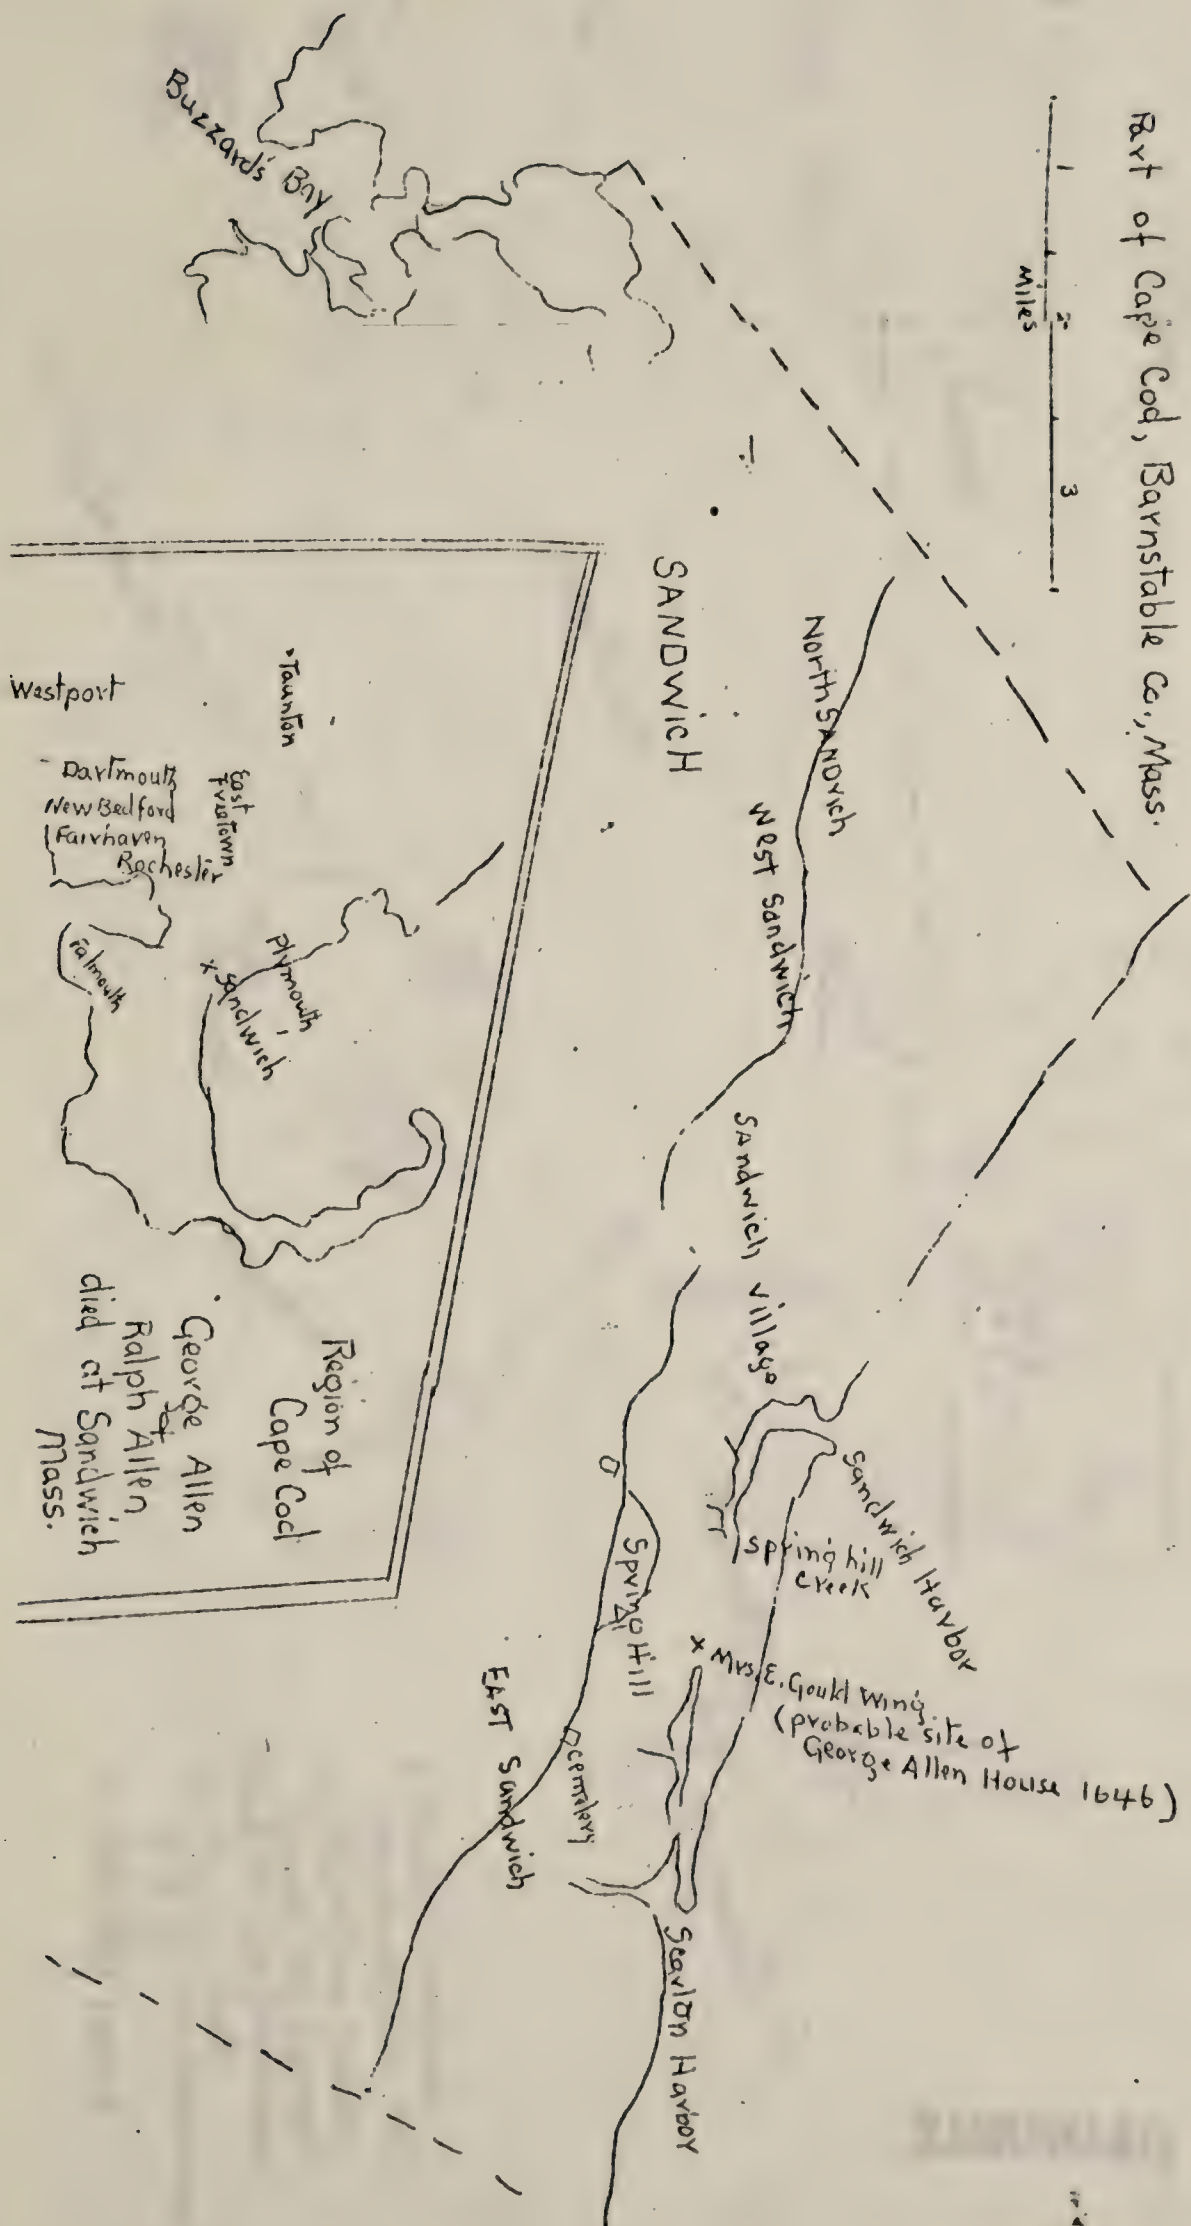 Part of Cape Cod, Barnstable Co., Mass.
1 2 3
Miles
Buzzard's Bay
SANDWICH
North SANDWICH
West Sandwich
SANDWICH Village
Sandwich Harbor
Spring hill
Creek
Spring Hill
x Mrs. E. Gould Wing
(probable site of
George Allen House 1646)
cemetery
EAST Sandwich
Scarlon Harbor
Taunton
Westport
East
Freetown
Dartmouth
New Bedford
Fairhaven
Rochester
Plymouth
x Sandwich
Falmouth
Region of
Cape Cod
George Allen
&
Ralph Allen
died at Sandwich
Mass.